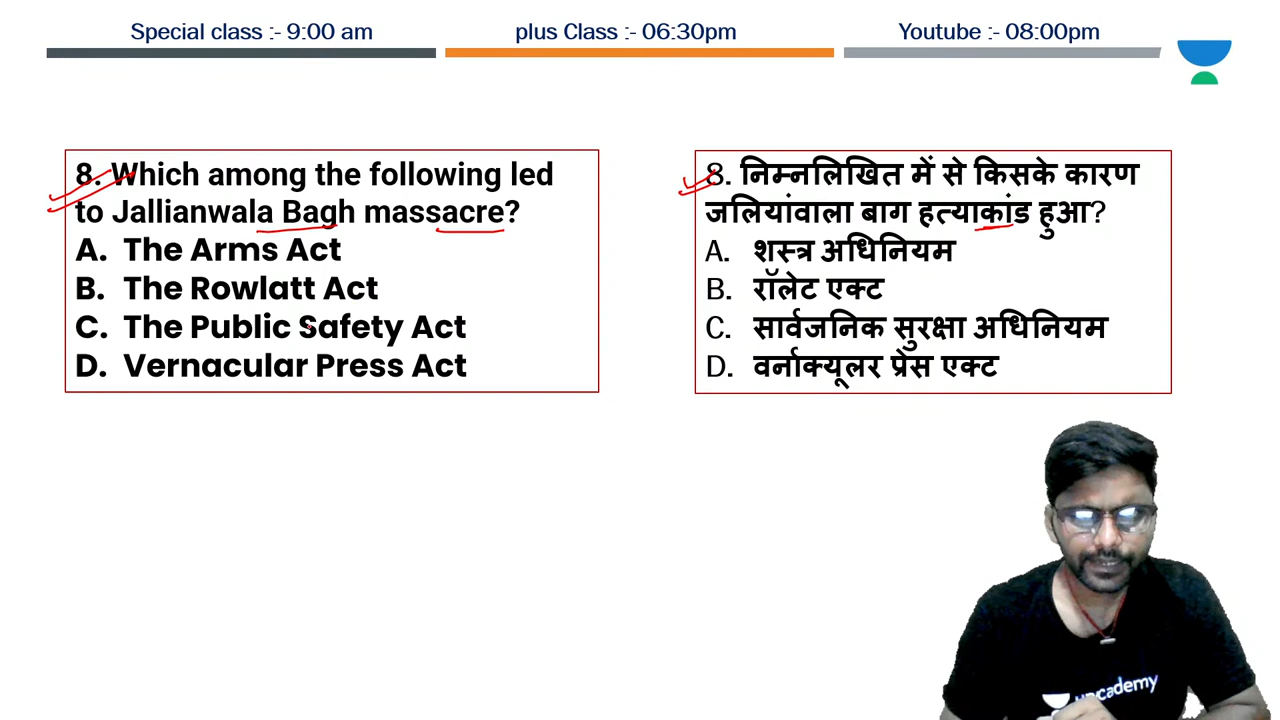 Special class :- 9:00 am
plus Class :- 06:30pm
Youtube :- 08:00pm
8. Which among the following led
to Jallianwala Bagh massacre?
A. The Arms Act
B. The Rowlatt Act
C. The Public Safety Act
D. Vernacular Press Act
8. निम्नलिखित में से किसके कारण
जलियांवाला बाग हत्याकांड हुआ?
A. शस्त्र अधिनियम
B. रॉलेट एक्ट
C. सार्वजनिक सुरक्षा अधिनियम
D. वर्नाक्यूलर प्रेस एक्ट